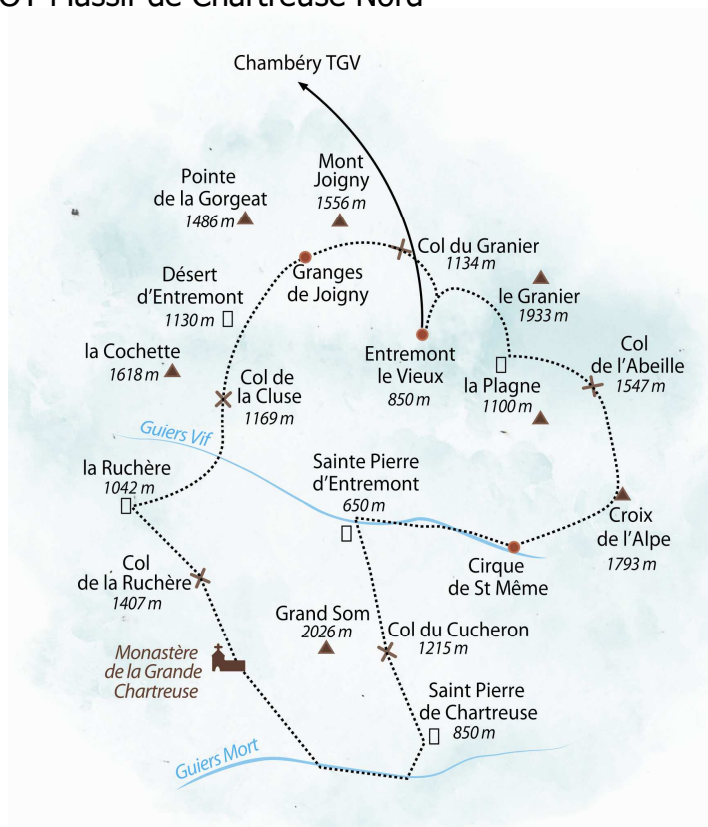 Massif de Chartreuse Nord
Chambéry TGV
Mont
Joigny
1556 m
Pointe
de la Gorgeat
1486 m
Col du Granier
1134 m
Granges
de Joigny
le Granier
1933 m
Désert
d'Entremont
1130 m
Col
de l'Abeille
1547 m
la Cochette
1618 m
Entremont
le Vieux
850 m
la Plagne
1100 m
Col de
la Cluse
1169 m
Guiers Vif
la Ruchère
1042 m
Sainte Pierre
d'Entremont
650 m
Croix
de l'Alpe
1793 m
Col
de la Ruchère
1407 m
Cirque
de St Même
Grand Som
2026 m
Col du Cucheron
1215 m
Monastère
de la Grande
Chartreuse
Saint Pierre
de Chartreuse
850 m
Guiers Mort